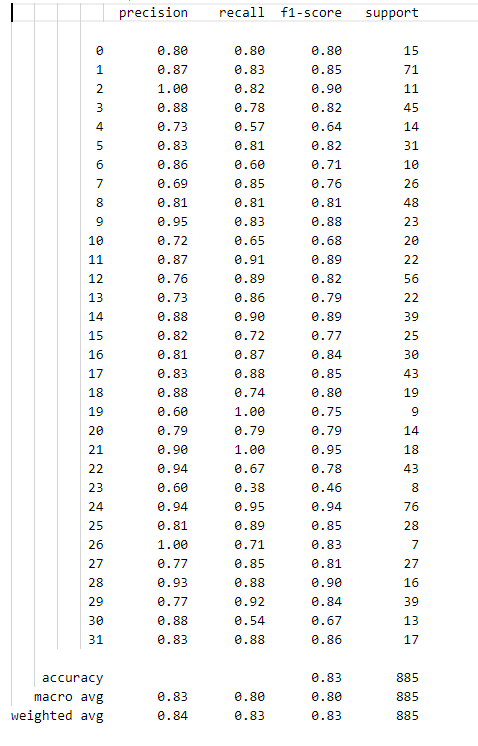 precision recall f1-score support
0 0.80 0.80 0.80 15
1 0.87 0.83 0.85 71
2 1.00 0.82 0.90 11
3 0.88 0.78 0.82 45
4 0.73 0.57 0.64 14
5 0.83 0.81 0.82 31
6 0.86 0.60 0.71 10
7 0.69 0.85 0.76 26
8 0.81 0.81 0.81 48
9 0.95 0.83 0.88 23
10 0.72 0.65 0.68 20
11 0.87 0.91 0.89 22
12 0.76 0.89 0.82 56
13 0.73 0.86 0.79 22
14 0.88 0.90 0.89 39
15 0.82 0.72 0.77 25
16 0.81 0.87 0.84 30
17 0.83 0.88 0.85 43
18 0.88 0.74 0.80 19
19 0.60 1.00 0.75 9
20 0.79 0.79 0.79 14
21 0.90 1.00 0.95 18
22 0.94 0.67 0.78 43
23 0.60 0.38 0.46 8
24 0.94 0.95 0.94 76
25 0.81 0.89 0.85 28
26 1.00 0.71 0.83 7
27 0.77 0.85 0.81 27
28 0.93 0.88 0.90 16
29 0.77 0.92 0.84 39
30 0.88 0.54 0.67 13
31 0.83 0.88 0.86 17
accuracy 0.83 885
macro avg 0.83 0.80 0.80 885
weighted avg 0.84 0.83 0.83 885